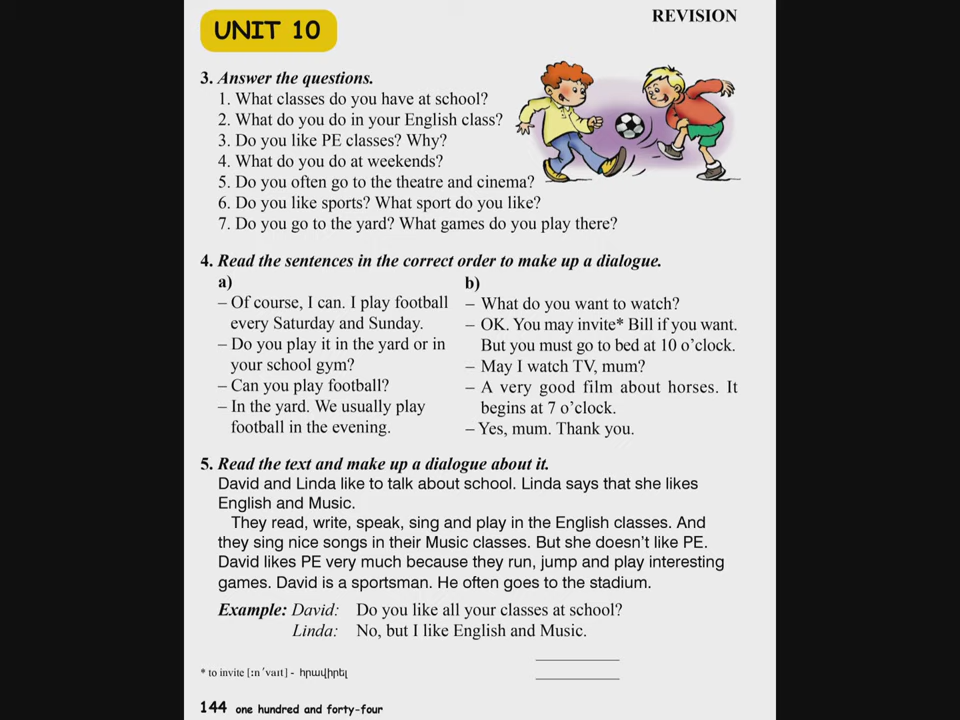 UNIT 10
REVISION
3. Answer the questions.
1. What classes do you have at school?
2. What do you do in your English class?
3. Do you like PE classes? Why?
4. What do you do at weekends?
5. Do you often go to the theatre and cinema?
6. Do you like sports? What sport do you like?
7. Do you go to the yard? What games do you play there?
4. Read the sentences in the correct order to make up a dialogue.
a)
– Of course, I can. I play football
every Saturday and Sunday.
– Do you play it in the yard or in
your school gym?
– Can you play football?
– In the yard. We usually play
football in the evening.
b)
– What do you want to watch?
– OK. You may invite* Bill if you want.
But you must go to bed at 10 o’clock.
– May I watch TV, mum?
– A very good film about horses. It
begins at 7 o’clock.
– Yes, mum. Thank you.
5. Read the text and make up a dialogue about it.
David and Linda like to talk about school. Linda says that she likes
English and Music.
They read, write, speak, sing and play in the English classes. And
they sing nice songs in their Music classes. But she doesn’t like PE.
David likes PE very much because they run, jump and play interesting
games. David is a sportsman. He often goes to the stadium.
Example: David: Do you like all your classes at school?
Linda: No, but I like English and Music.
* to invite [ɪn ˈvaɪt] - հրավիրել
144 one hundred and forty-four